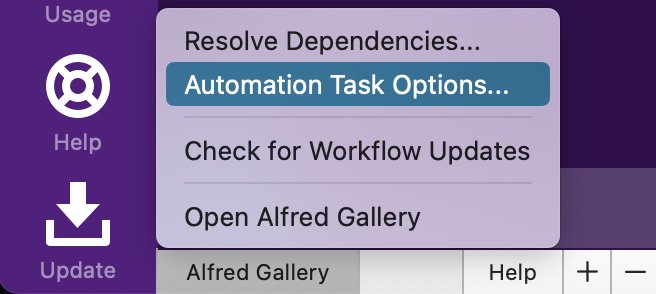 Usage
Help
Update
Resolve Dependencies...
Automation Task Options...
Check for Workflow Updates
Open Alfred Gallery
Alfred Gallery
Help
+
−